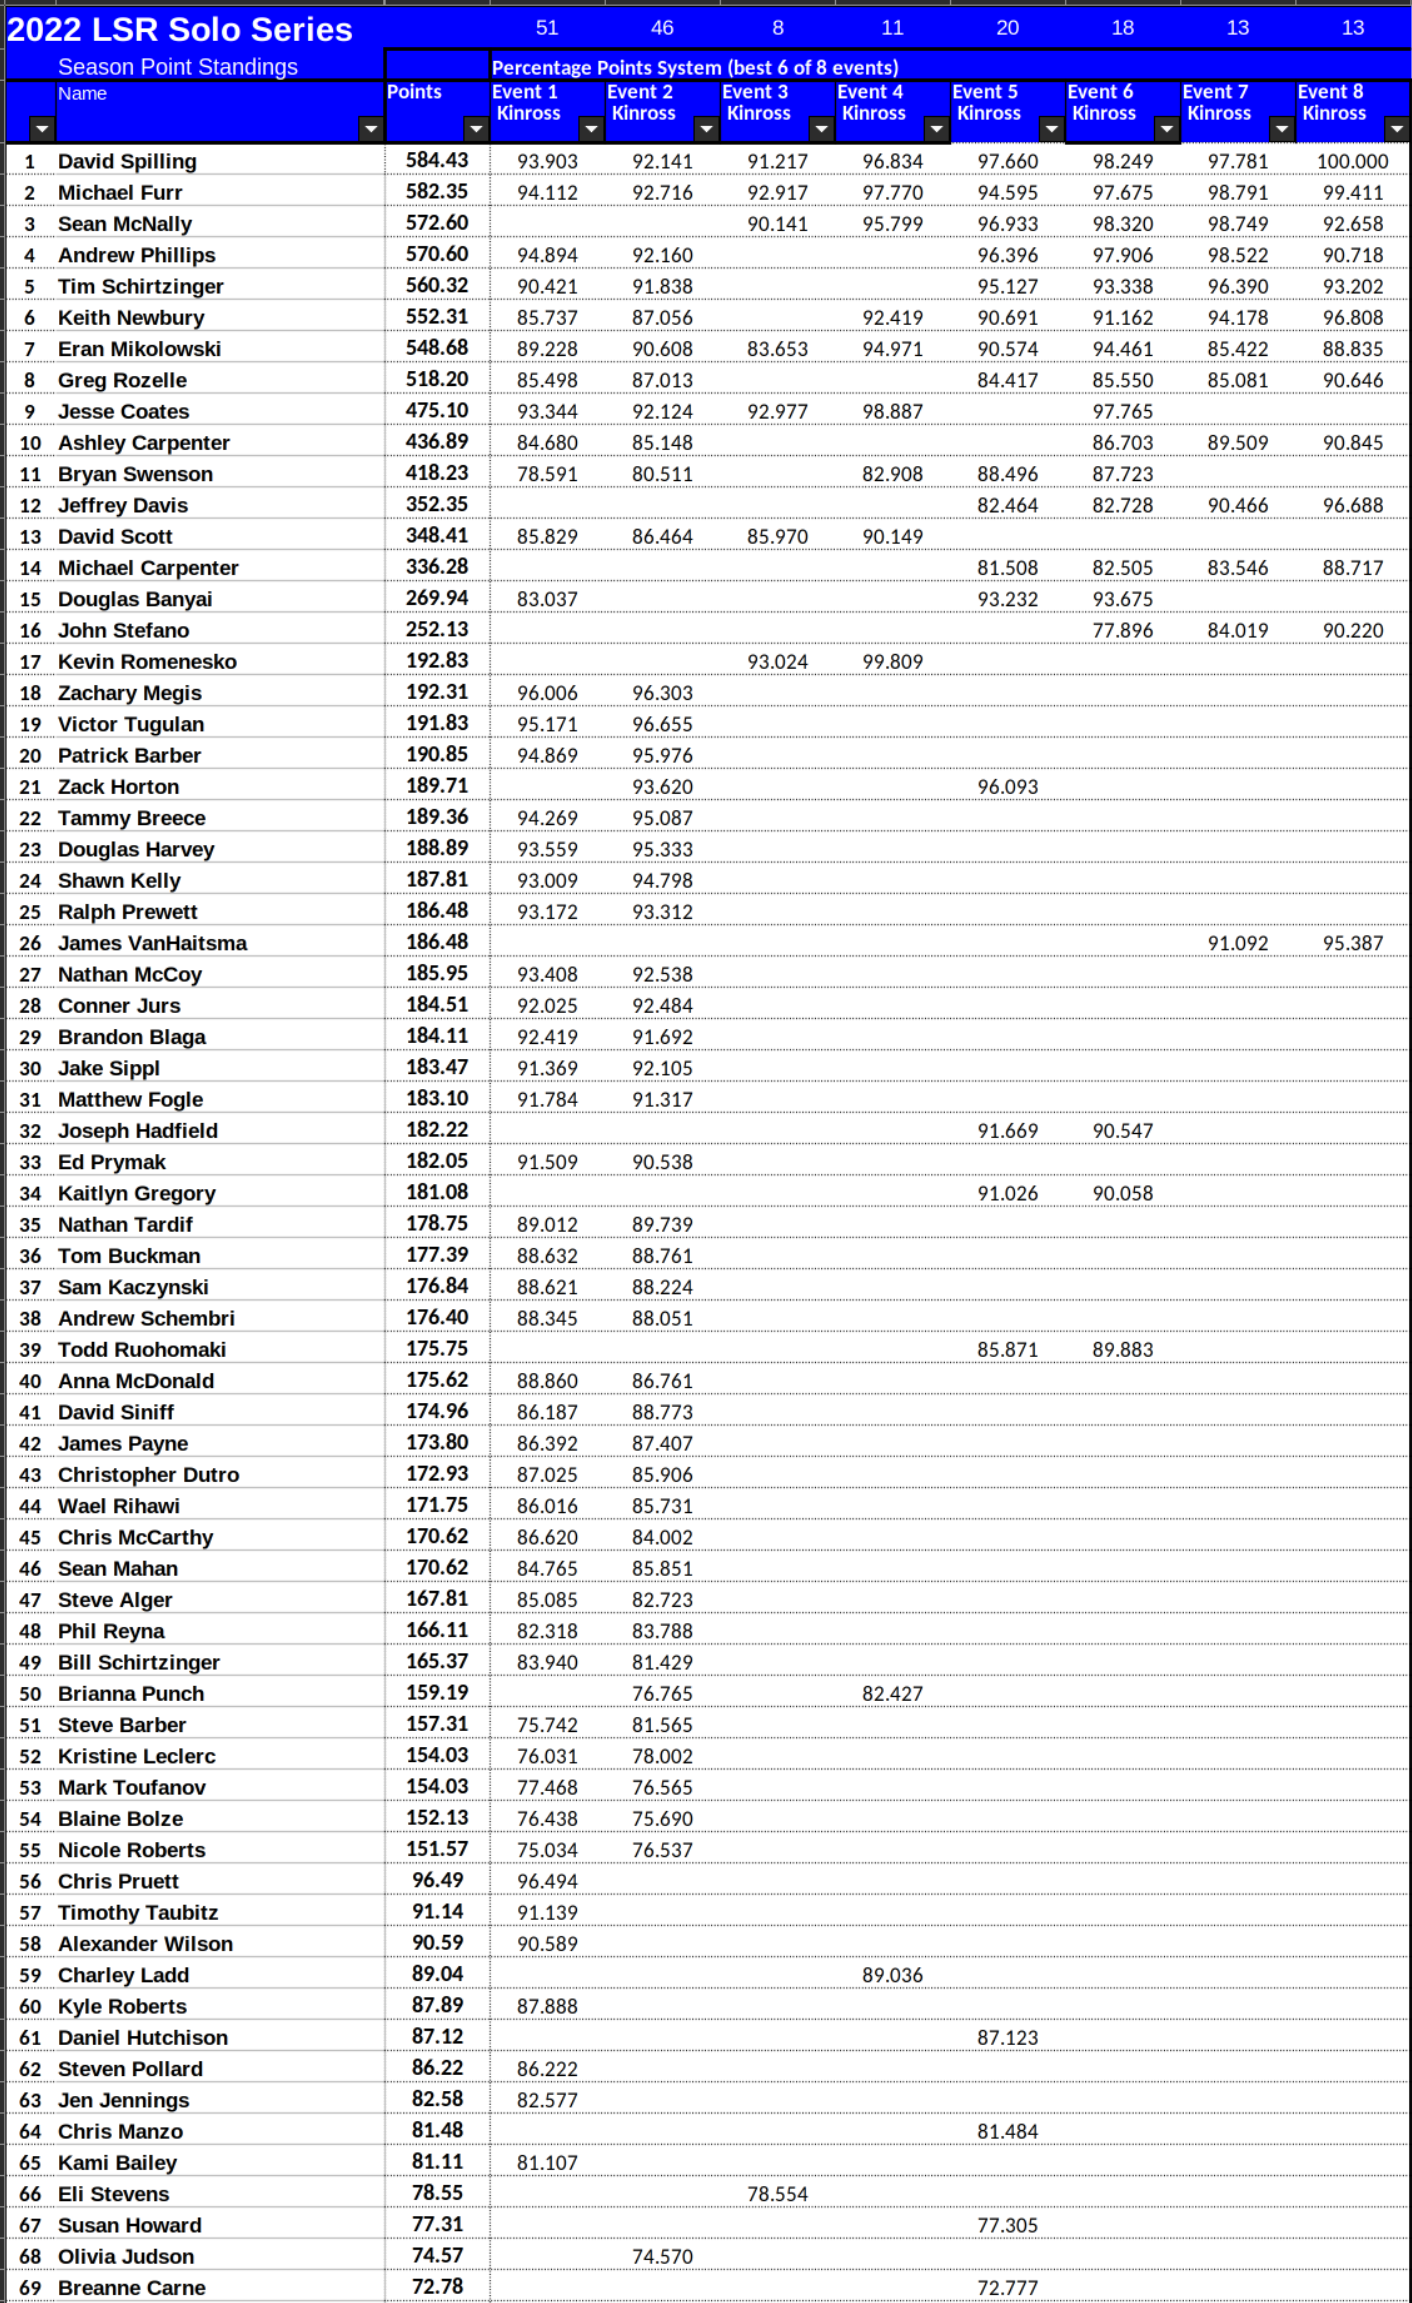 2022 LSR Solo Series 51 46 8 11 20 18 13 13
Season Point Standings Percentage Points System (best 6 of 8 events)
Name Points Event 1 Event 2 Event 3 Event 4 Event 5 Event 6 Event 7 Event 8
Kinross Kinross Kinross Kinross Kinross Kinross Kinross Kinross
1 David Spilling 584.43 93.903 92.141 91.217 96.834 97.660 98.249 97.781 100.000
2 Michael Furr 582.35 94.112 92.716 92.917 97.770 94.595 97.675 98.791 99.411
3 Sean McNally 572.60 90.141 95.799 96.933 98.320 98.749 92.658
4 Andrew Phillips 570.60 94.894 92.160 96.396 97.906 98.522 90.718
5 Tim Schirtzinger 560.32 90.421 91.838 95.127 93.338 96.390 93.202
6 Keith Newbury 552.31 85.737 87.056 92.419 90.691 91.162 94.178 96.808
7 Eran Mikolowski 548.68 89.228 90.608 83.653 94.971 90.574 94.461 85.422 88.835
8 Greg Rozelle 518.20 85.498 87.013 84.417 85.550 85.081 90.646
9 Jesse Coates 475.10 93.344 92.124 92.977 98.887 97.765
10 Ashley Carpenter 436.89 84.680 85.148 86.703 89.509 90.845
11 Bryan Swenson 418.23 78.591 80.511 82.908 88.496 87.723
12 Jeffrey Davis 352.35 82.464 82.728 90.466 96.688
13 David Scott 348.41 85.829 86.464 85.970 90.149
14 Michael Carpenter 336.28 81.508 82.505 83.546 88.717
15 Douglas Banyai 269.94 83.037 93.232 93.675
16 John Stefano 252.13 77.896 84.019 90.220
17 Kevin Romenesko 192.83 93.024 99.809
18 Zachary Megis 192.31 96.006 96.303
19 Victor Tugulan 191.83 95.171 96.655
20 Patrick Barber 190.85 94.869 95.976
21 Zack Horton 189.71 93.620 96.093
22 Tammy Breece 189.36 94.269 95.087
23 Douglas Harvey 188.89 93.559 95.333
24 Shawn Kelly 187.81 93.009 94.798
25 Ralph Prewett 186.48 93.172 93.312
26 James VanHaitsma 186.48 91.092 95.387
27 Nathan McCoy 185.95 93.408 92.538
28 Conner Jurs 184.51 92.025 92.484
29 Brandon Blaga 184.11 92.419 91.692
30 Jake Sippl 183.47 91.369 92.105
31 Matthew Fogle 183.10 91.784 91.317
32 Joseph Hadfield 182.22 91.669 90.547
33 Ed Prymak 182.05 91.509 90.538
34 Kaitlyn Gregory 181.08 91.026 90.058
35 Nathan Tardif 178.75 89.012 89.739
36 Tom Buckman 177.39 88.632 88.761
37 Sam Kaczynski 176.84 88.621 88.224
38 Andrew Schembri 176.40 88.345 88.051
39 Todd Ruohomaki 175.75 85.871 89.883
40 Anna McDonald 175.62 88.860 86.761
41 David Siniff 174.96 86.187 88.773
42 James Payne 173.80 86.392 87.407
43 Christopher Dutro 172.93 87.025 85.906
44 Wael Rihawi 171.75 86.016 85.731
45 Chris McCarthy 170.62 86.620 84.002
46 Sean Mahan 170.62 84.765 85.851
47 Steve Alger 167.81 85.085 82.723
48 Phil Reyna 166.11 82.318 83.788
49 Bill Schirtzinger 165.37 83.940 81.429
50 Brianna Punch 159.19 76.765 82.427
51 Steve Barber 157.31 75.742 81.565
52 Kristine Leclerc 154.03 76.031 78.002
53 Mark Toufanov 154.03 77.468 76.565
54 Blaine Bolze 152.13 76.438 75.690
55 Nicole Roberts 151.57 75.034 76.537
56 Chris Pruett 96.49 96.494
57 Timothy Taubitz 91.14 91.139
58 Alexander Wilson 90.59 90.589
59 Charley Ladd 89.04 89.036
60 Kyle Roberts 87.89 87.888
61 Daniel Hutchison 87.12 87.123
62 Steven Pollard 86.22 86.222
63 Jen Jennings 82.58 82.577
64 Chris Manzo 81.48 81.484
65 Kami Bailey 81.11 81.107
66 Eli Stevens 78.55 78.554
67 Susan Howard 77.31 77.305
68 Olivia Judson 74.57 74.570
69 Breanne Carne 72.78 72.777